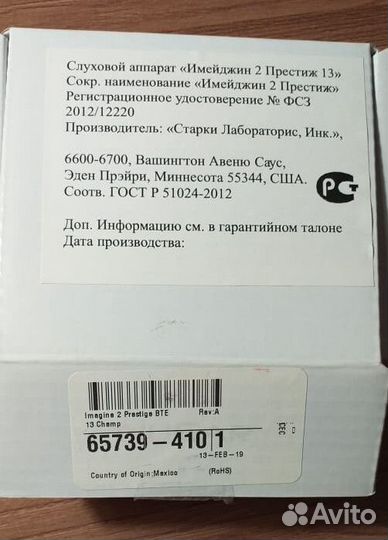 Слуховой аппарат «Имейджин 2 Престиж 13»
Сокр. наименование «Имейджин 2 Престиж»
Регистрационное удостоверение № ФСЗ
2012/12220
Производитель: «Старки Лабораторис, Инк.»,
6600-6700, Вашингтон Авеню Саус,
Эден Прэйри, Миннесота 55344, США.
Соотв. ГОСТ Р 51024-2012
Доп. Информацию см. в гарантийном талоне
Дата производства:
Imagine 2 Prestige BTE Rev:A
13 Champ
65739-410 1
13-FEB-19
Country of Origin:Mexico (RoHS)
Avito